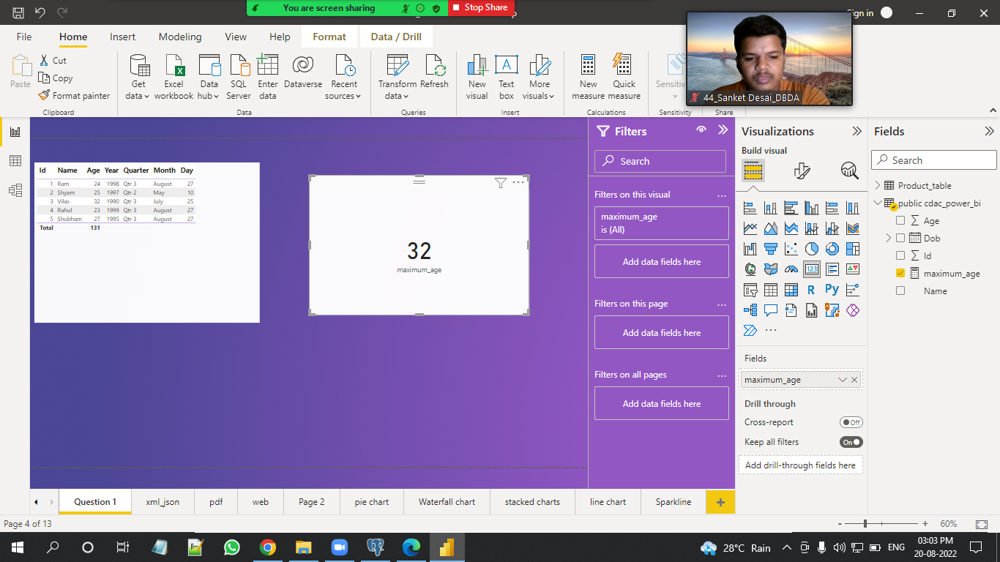 You are screen sharing
Stop Share
Sign in
File Home Insert Modeling View Help Format Data / Drill
Paste
Cut
Copy
Format painter
Clipboard
Get data
Excel workbook
Data hub
SQL Server
Enter data
Dataverse
Recent sources
Data
Transform data
Refresh
Queries
New visual
Text box
More visuals
Insert
New measure
Quick measure
Calculations
Sensitivity
Share
44_Sanket Desai_DBDA
Id Name Age Year Quarter Month Day
1 Ram 24 1998 Qtr 3 August 27
2 Shyam 25 1997 Qtr 2 May 10
3 Vilas 32 1990 Qtr 3 July 25
4 Rahul 23 1999 Qtr 3 August 27
5 Shubham 27 1995 Qtr 3 August 27
Total 131
32
maximum_age
Filters
Search
Filters on this visual ...
maximum_age
is (All)
Add data fields here
Filters on this page ...
Add data fields here
Filters on all pages ...
Add data fields here
Visualizations
Build visual
123
R
Py
Fields
maximum_age
Drill through
Cross-report Off
Keep all filters On
Add drill-through fields here
Fields
Search
Product_table
public cdac_power_bi
Age
Dob
Id
maximum_age
Name
Question 1 xml_json pdf web Page 2 pie chart Waterfall chart stacked charts line chart Sparkline +
Page 4 of 13
- + 60%
28°C Rain
ENG
03:03 PM
20-08-2022